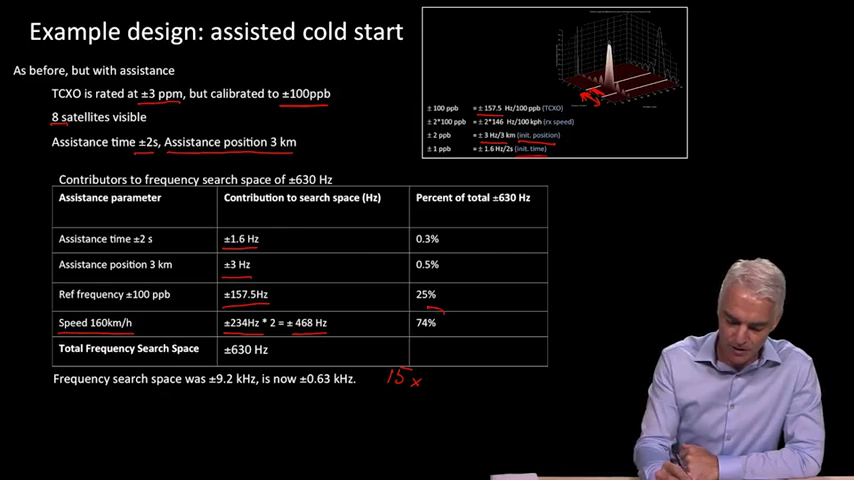 Example design: assisted cold start
As before, but with assistance
TCXO is rated at ±3 ppm, but calibrated to ±100ppb
8 satellites visible
Assistance time ±2s, Assistance position 3 km
± 100 ppb = ± 157.5 Hz/100 ppb (TCXO)
± 2*100 ppb = ± 2*146 Hz/100 kph (rx speed)
± 2 ppb = ± 3 Hz/3 km (init. position)
± 1 ppb = ± 1.6 Hz/2s (init. time)
Contributors to frequency search space of ±630 Hz
Assistance parameter Contribution to search space (Hz) Percent of total ±630 Hz
Assistance time ±2 s ±1.6 Hz 0.3%
Assistance position 3 km ±3 Hz 0.5%
Ref frequency ±100 ppb ±157.5Hz 25%
Speed 160km/h ±234Hz * 2 = ± 468 Hz 74%
Total Frequency Search Space ±630 Hz
Frequency search space was ±9.2 kHz, is now ±0.63 kHz. 15x